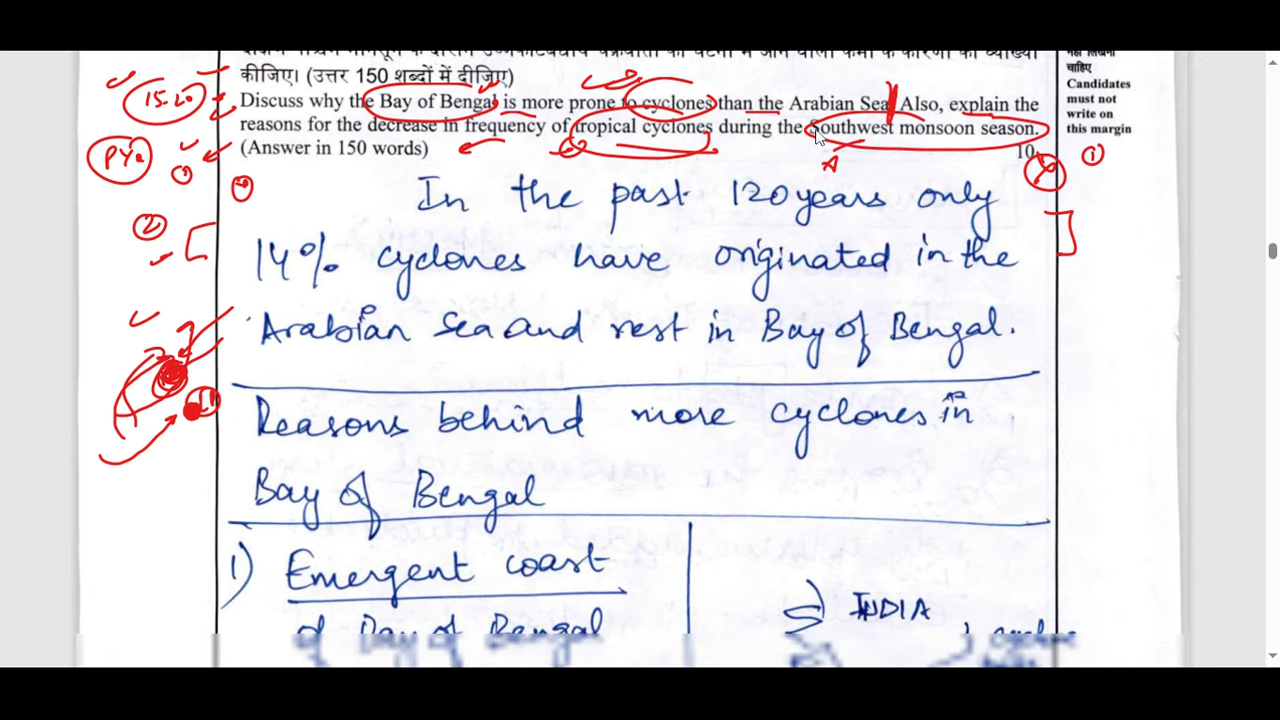 कीजिए। (उत्तर 150 शब्दों में दीजिए)
Discuss why the Bay of Bengal is more prone to cyclones than the Arabian Sea. Also, explain the
reasons for the decrease in frequency of tropical cyclones during the Southwest monsoon season.
(Answer in 150 words)
10
चाहिए
Candidates
must not
write on
this margin
15-20
PYQ
In the past 120 years only
14% cyclones have originated in the
Arabian Sea and rest in Bay of Bengal.
Reasons behind more cyclones in
Bay of Bengal
1) Emergent coast
of Bay of Bengal
INDIA